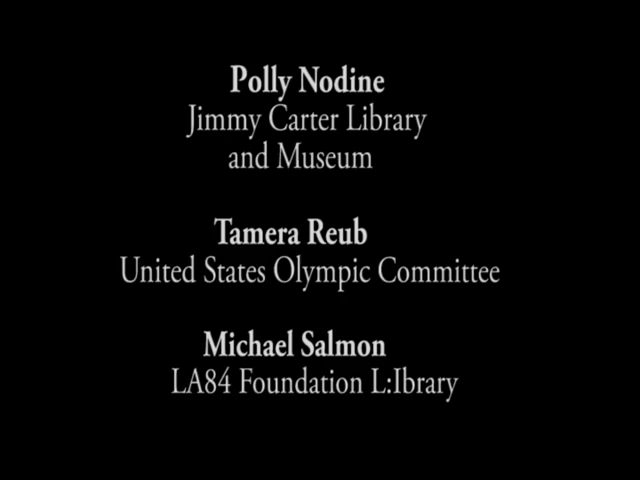 Polly Nodine
Jimmy Carter Library
and Museum
Tamera Reub
United States Olympic Committee
Michael Salmon
LA84 Foundation L:Ibrary